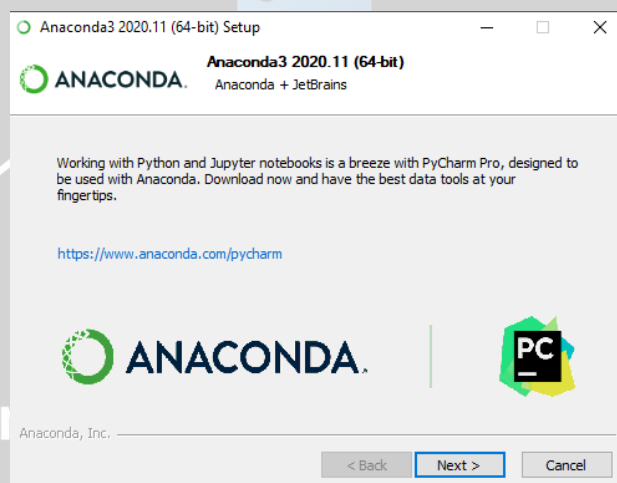 Anaconda3 2020.11 (64-bit) Setup
Anaconda3 2020.11 (64-bit)
ANACONDA.
Anaconda + JetBrains
Working with Python and Jupyter notebooks is a breeze with PyCharm Pro, designed to
be used with Anaconda. Download now and have the best data tools at your
fingertips.
https://www.anaconda.com/pycharm
ANACONDA.
PC
Anaconda, Inc.
< Back
Next >
Cancel